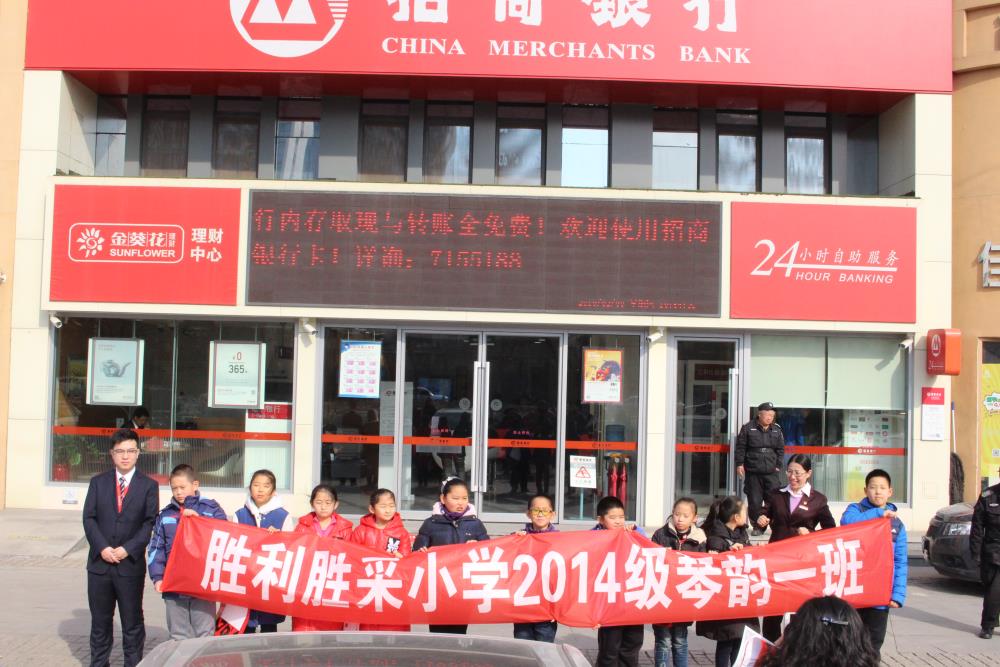 招商银行
CHINA MERCHANTS BANK
金葵花 理财
SUNFLOWER
理财
中心
行内存取现与转账全免费！欢迎使用招商
银行卡！详询：7155188
24小时自助服务
HOUR BANKING
¥0
365
胜利胜采小学2014级琴韵一班